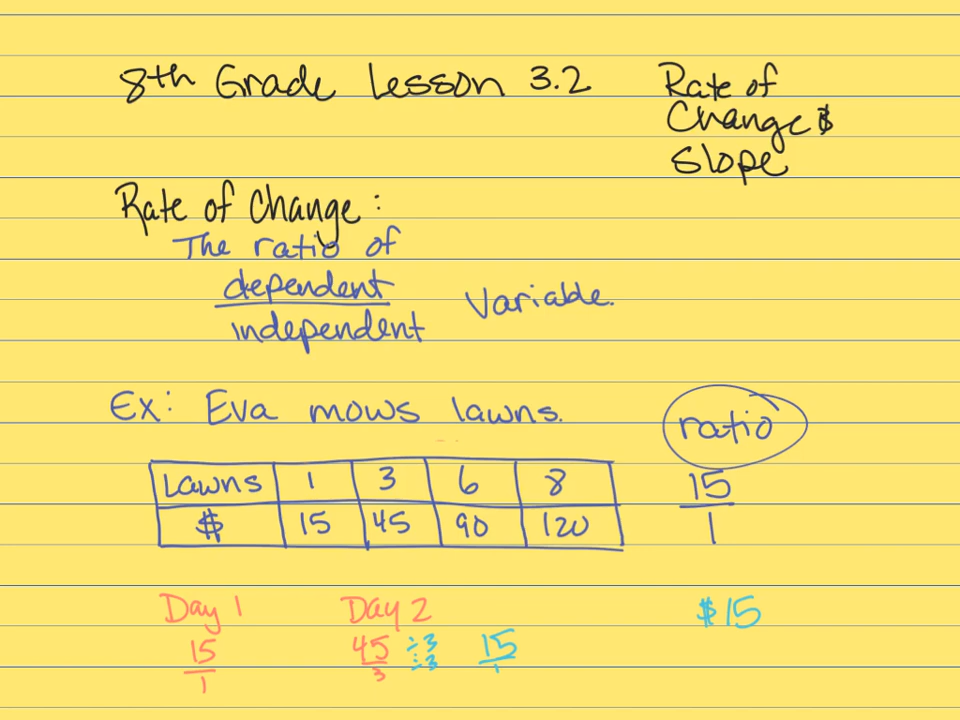 8th Grade Lesson 3.2
Rate of
Change &
Slope
Rate of Change:
The ratio of
dependent
independent
Variable.
Ex: Eva mows lawns.
ratio
Lawns 1 3 6 8
$ 15 45 90 120
15
1
Day 1
15
1
Day 2
45 ÷3
3 ÷3
15
1
$15